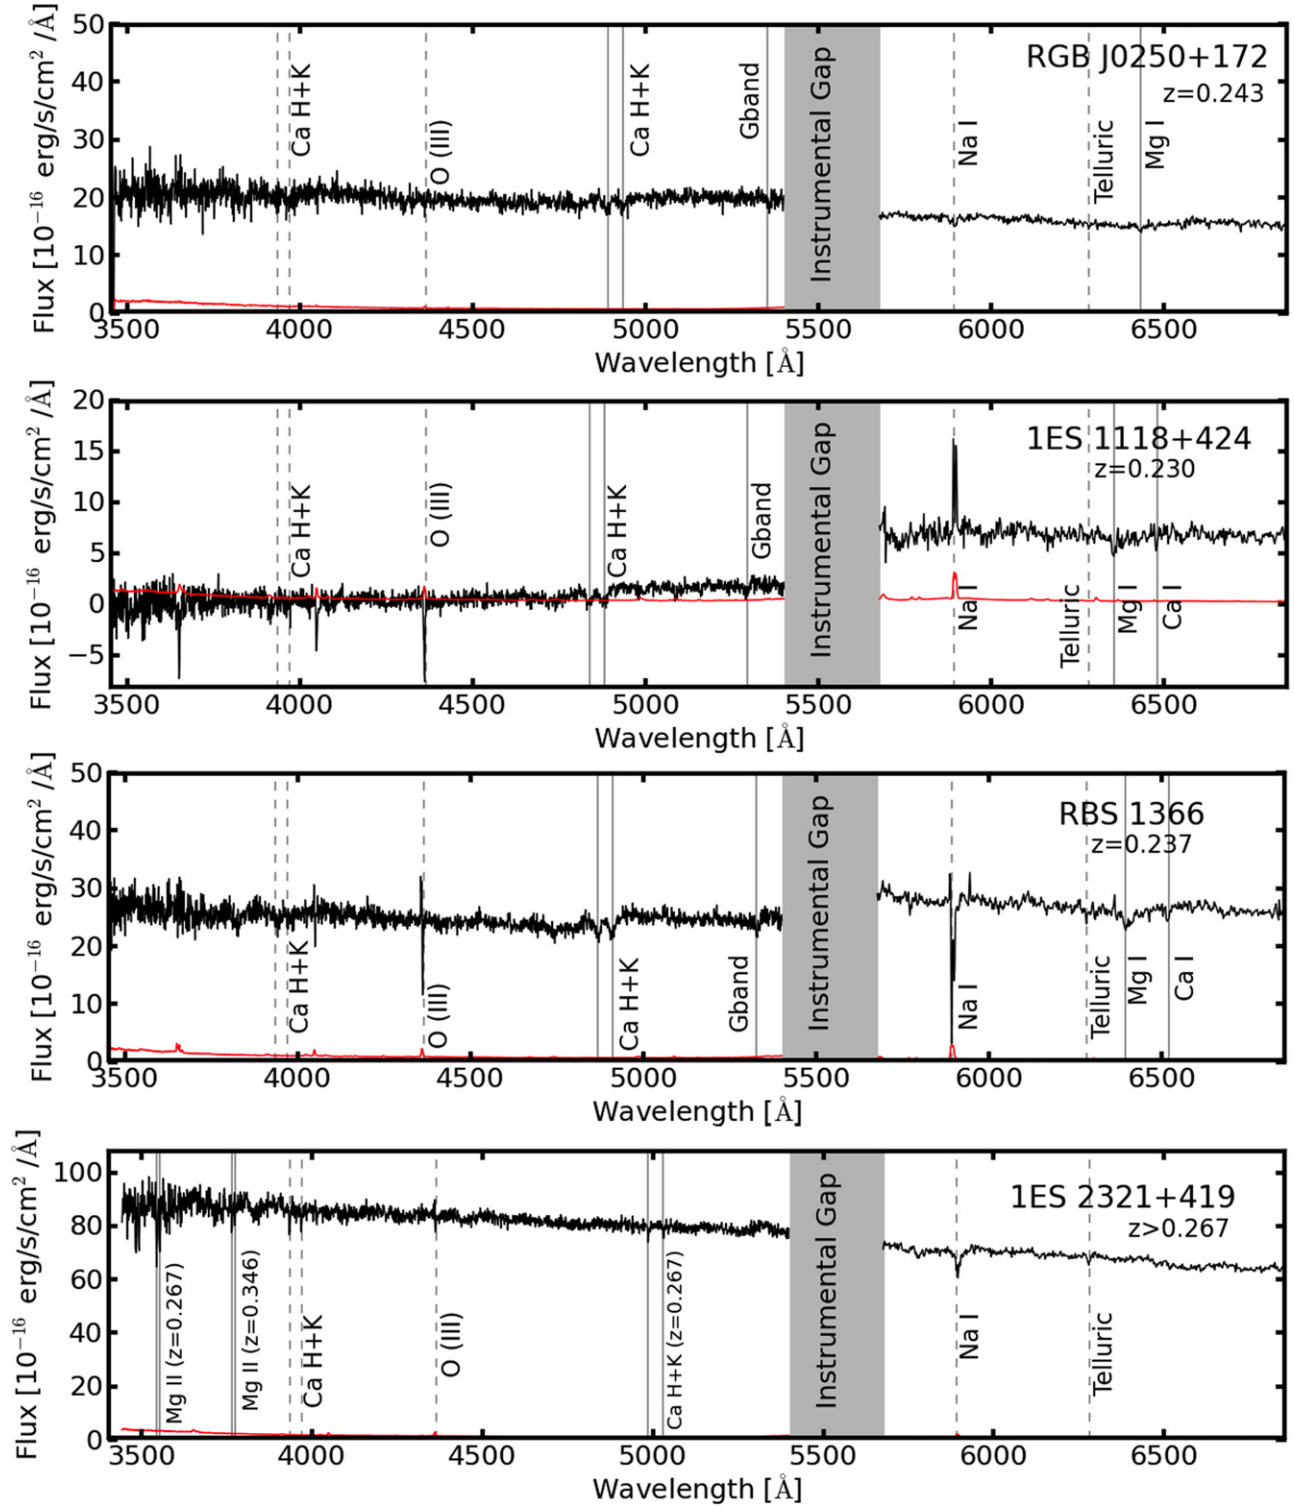 50
40
30
20
10
0
Flux [10⁻¹⁶ erg/s/cm² /Å]
Ca H+K
O (III)
Ca H+K
Gband
Instrumental Gap
Na I
Telluric
Mg I
RGB J0250+172
z=0.243
3500 4000 4500 5000 5500 6000 6500
Wavelength [Å]
20
15
10
5
0
−5
Flux [10⁻¹⁶ erg/s/cm² /Å]
Ca H+K
O (III)
Ca H+K
Gband
Instrumental Gap
Na I
Telluric
Mg I
Ca I
1ES 1118+424
z=0.230
3500 4000 4500 5000 5500 6000 6500
Wavelength [Å]
50
40
30
20
10
0
Flux [10⁻¹⁶ erg/s/cm² /Å]
Ca H+K
O (III)
Ca H+K
Gband
Instrumental Gap
Na I
Telluric
Mg I
Ca I
RBS 1366
z=0.237
3500 4000 4500 5000 5500 6000 6500
Wavelength [Å]
100
80
60
40
20
0
Flux [10⁻¹⁶ erg/s/cm² /Å]
Mg II (z=0.267)
Mg II (z=0.346)
Ca H+K
O (III)
Ca H+K (z=0.267)
Instrumental Gap
Na I
Telluric
1ES 2321+419
z>0.267
3500 4000 4500 5000 5500 6000 6500
Wavelength [Å]